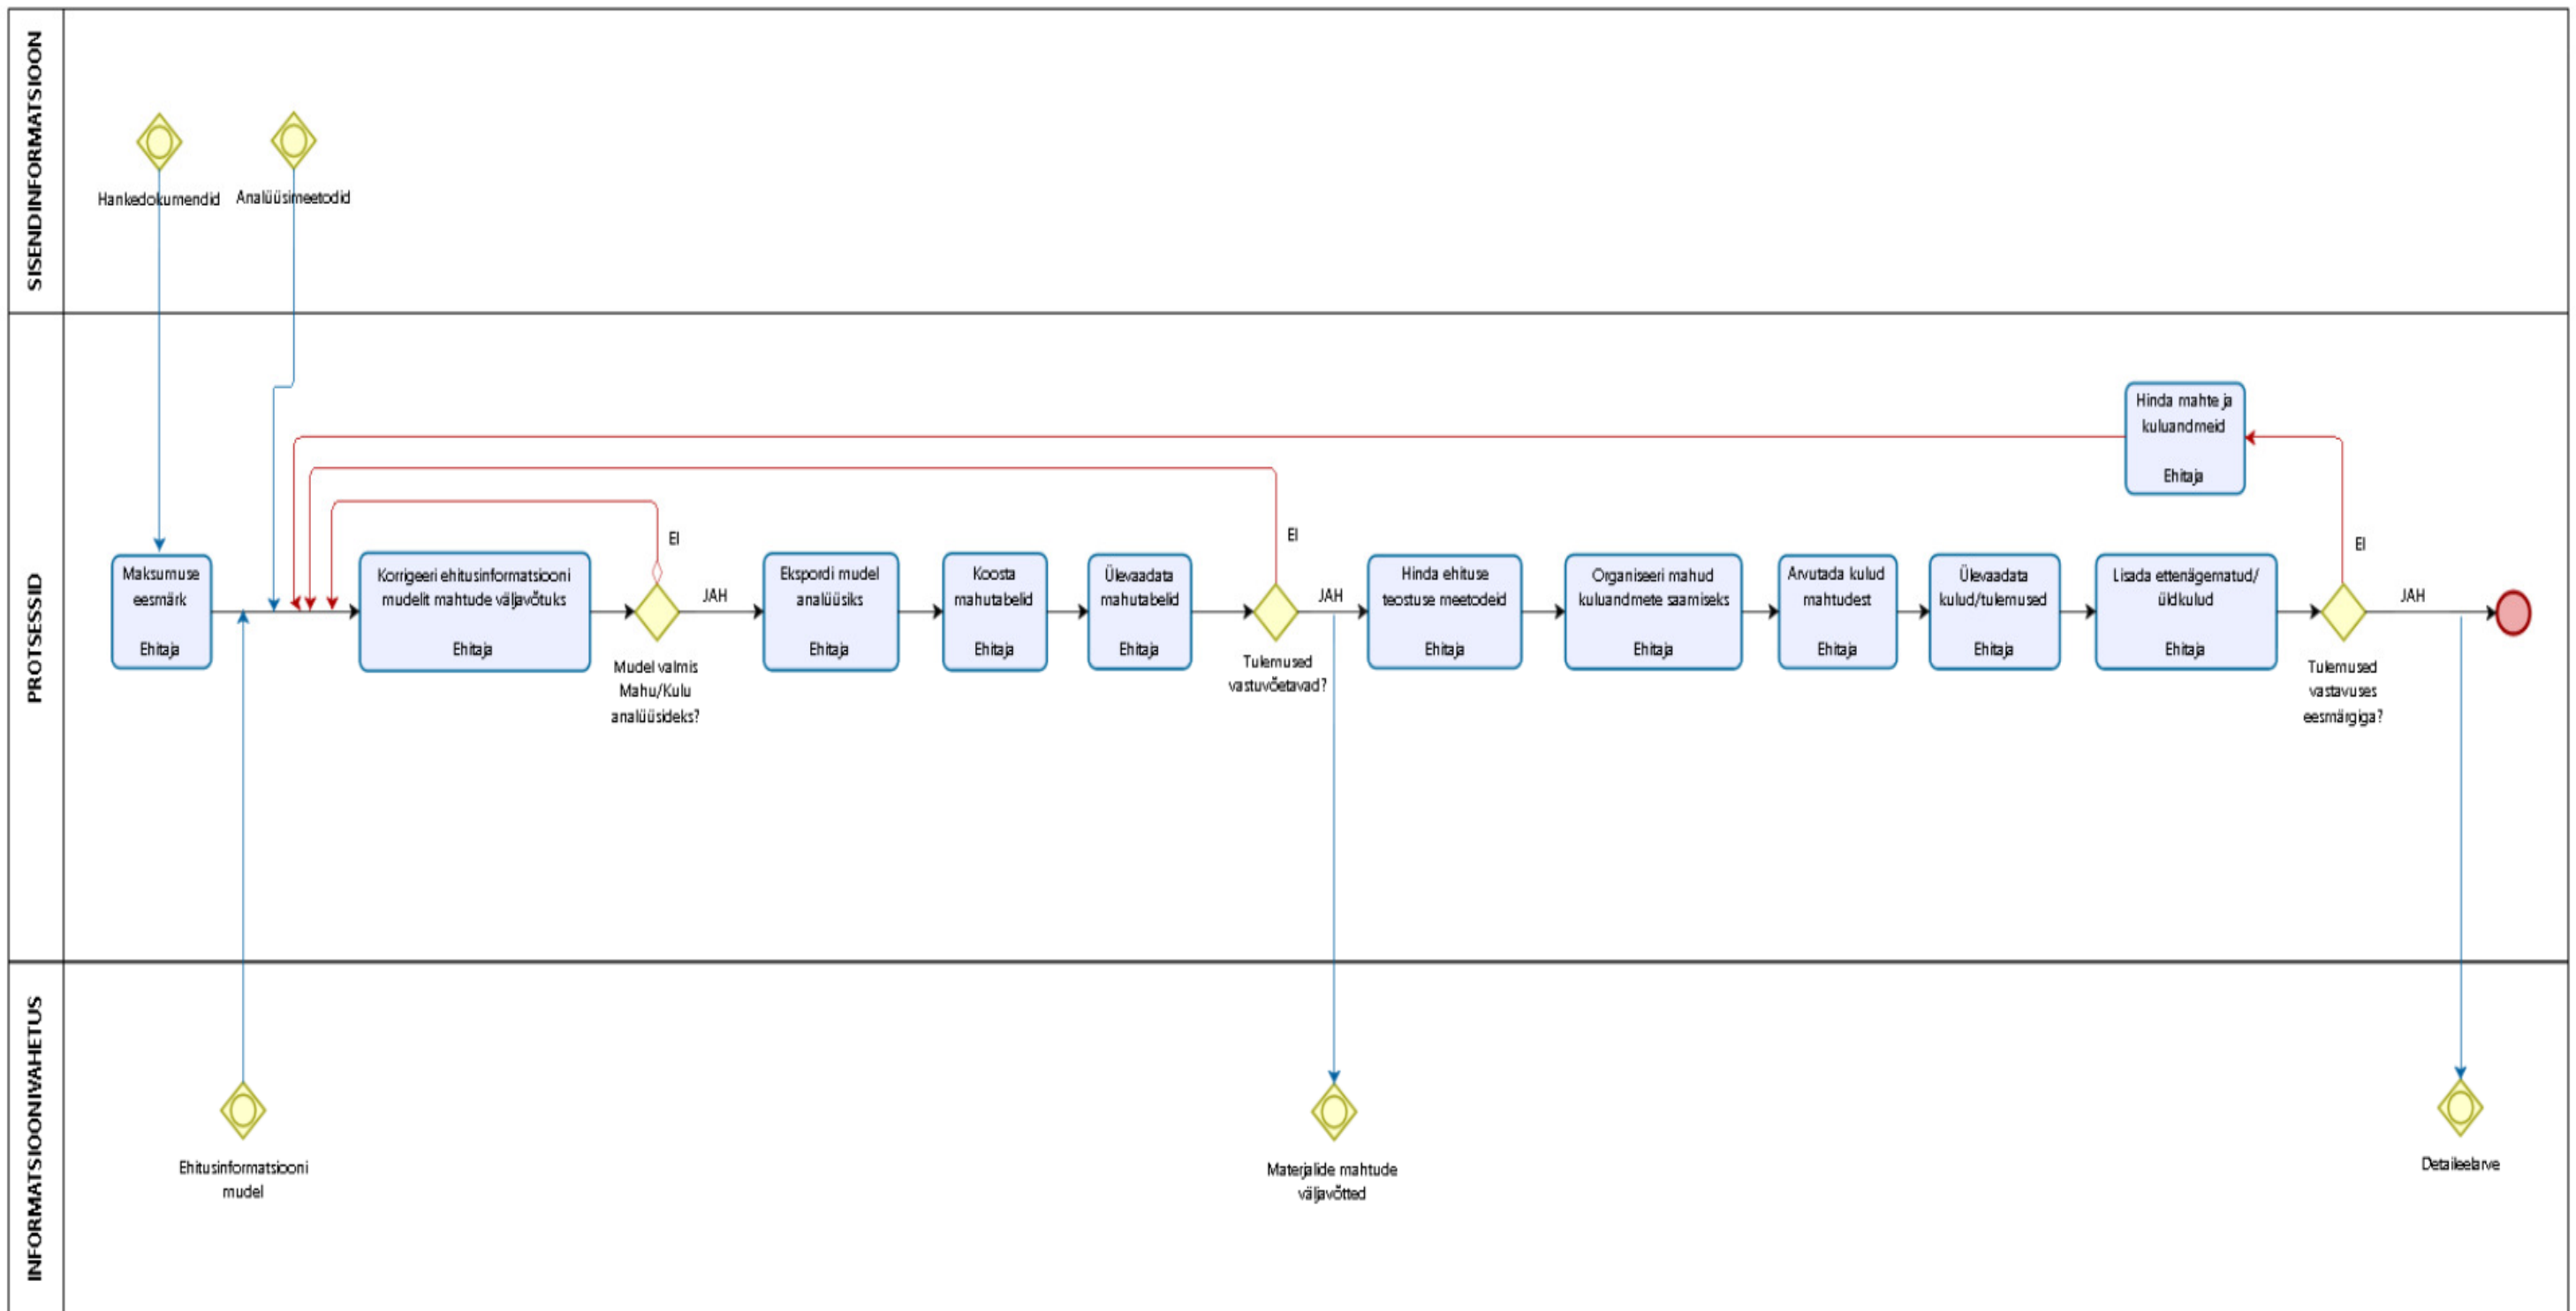 SISENDINFORMATSIOON
Hankedokumendid
Analüüsimeetodid
PROTSESSID
Maksumuse
eesmärk
Ehitaja
Korrigeeri ehitusinformatsiooni
mudelit mahtude väljavõtuks
Ehitaja
EI
JAH
Mudel valmis
Mahu/Kulu
analüüsideks?
Ekspordi mudel
analüüsiks
Ehitaja
Koosta
mahutabelid
Ehitaja
Ülevaadata
mahutabelid
Ehitaja
EI
JAH
Tulemused
vastuvõetavad?
Hinda ehituse
teostuse meetodeid
Ehitaja
Organiseeri mahud
kuluandmete saamiseks
Ehitaja
Arvutada kulud
mahtudest
Ehitaja
Ülevaadata
kulud/tulemused
Ehitaja
Lisada ettenägematud/
üldkulud
Ehitaja
Hinda mahte ja
kuluandmeid
Ehitaja
EI
JAH
Tulemused
vastavuses
eesmärgiga?
INFORMATSIOONIVAHETUS
Ehitusinformatsiooni
mudel
Materjalide mahtude
väljavõtted
Detaileelarve